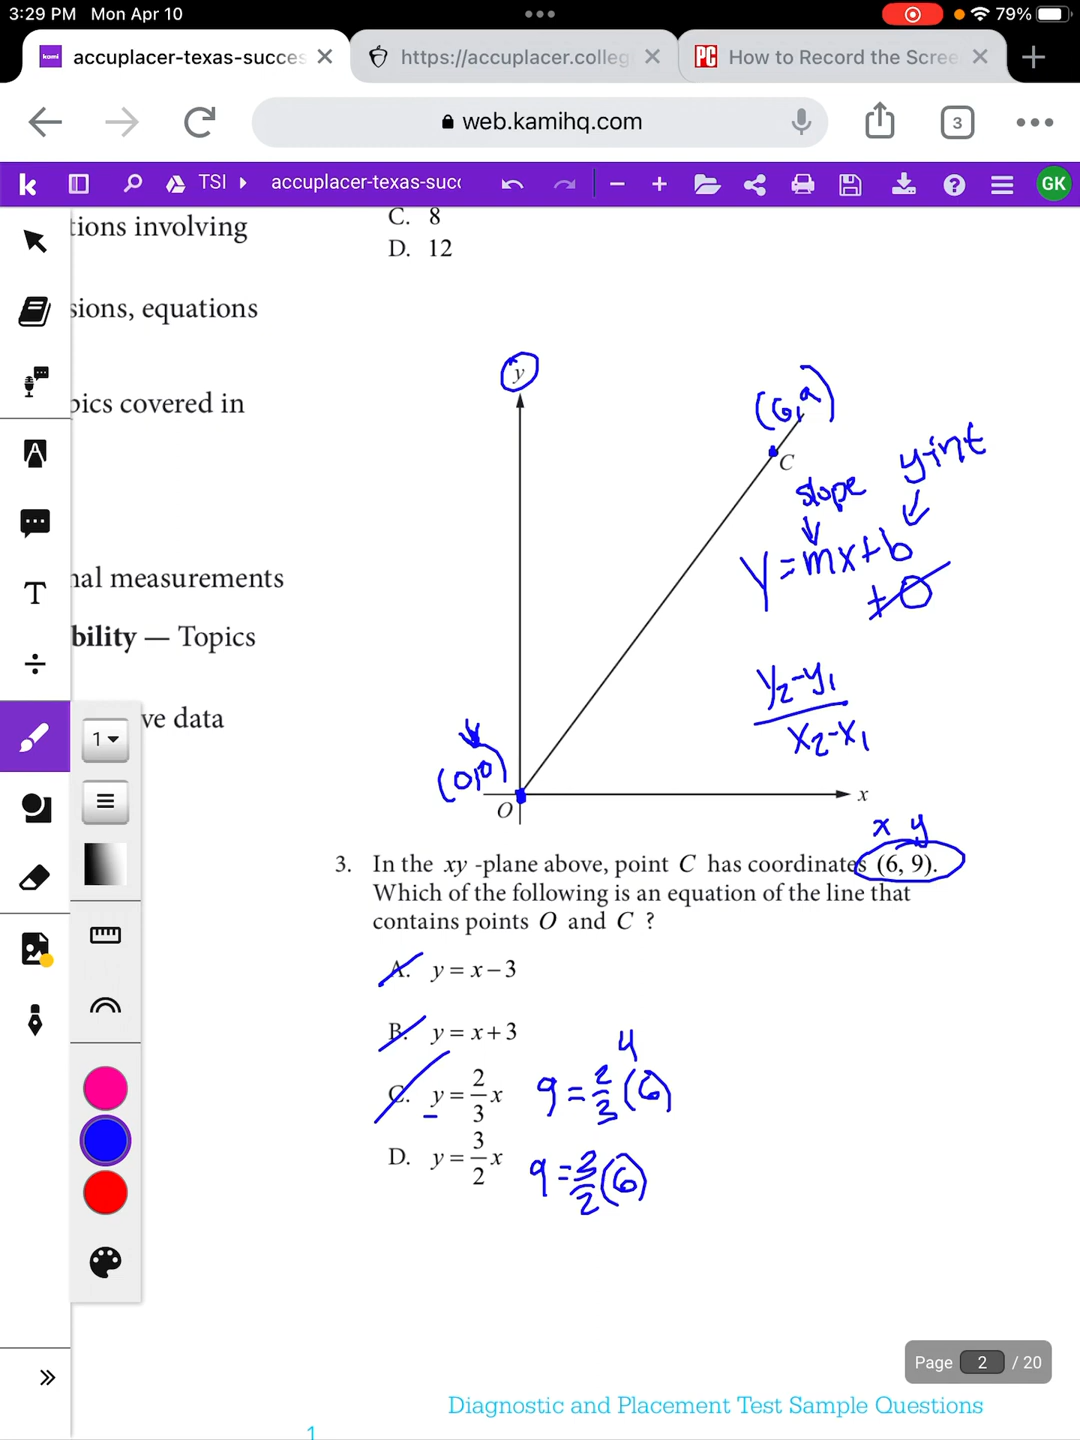 3:29 PM Mon Apr 10
79%
kami accuplacer-texas-succes
https://accuplacer.colleg
PC How to Record the Scree
web.kamihq.com
3
k TSI accuplacer-texas-succ
GK
tions involving
C. 8
D. 12
sions, equations
y
(6,9)
pics covered in
C
y-int
slope
y=mx+b
+0
nal measurements
bility — Topics
y2-y1
x2-x1
ve data
1
(0,0)
O
x
x y
3. In the xy -plane above, point C has coordinates (6, 9).
Which of the following is an equation of the line that
contains points O and C ?
A. y = x − 3
B. y = x + 3
4
C. y = 2/3 x 9 = 2/3 (6)
D. y = 3/2 x 9 = 3/2 (6)
Page 2 / 20
Diagnostic and Placement Test Sample Questions
1